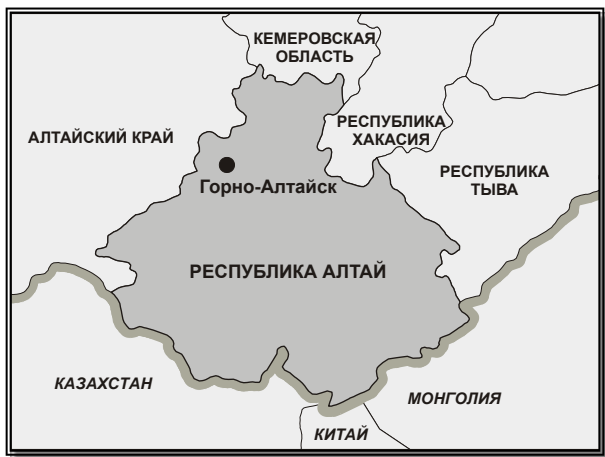 КЕМЕРОВСКАЯ
ОБЛАСТЬ
АЛТАЙСКИЙ КРАЙ
РЕСПУБЛИКА
ХАКАСИЯ
РЕСПУБЛИКА
ТЫВА
Горно-Алтайск
РЕСПУБЛИКА АЛТАЙ
КАЗАХСТАН
МОНГОЛИЯ
КИТАЙ